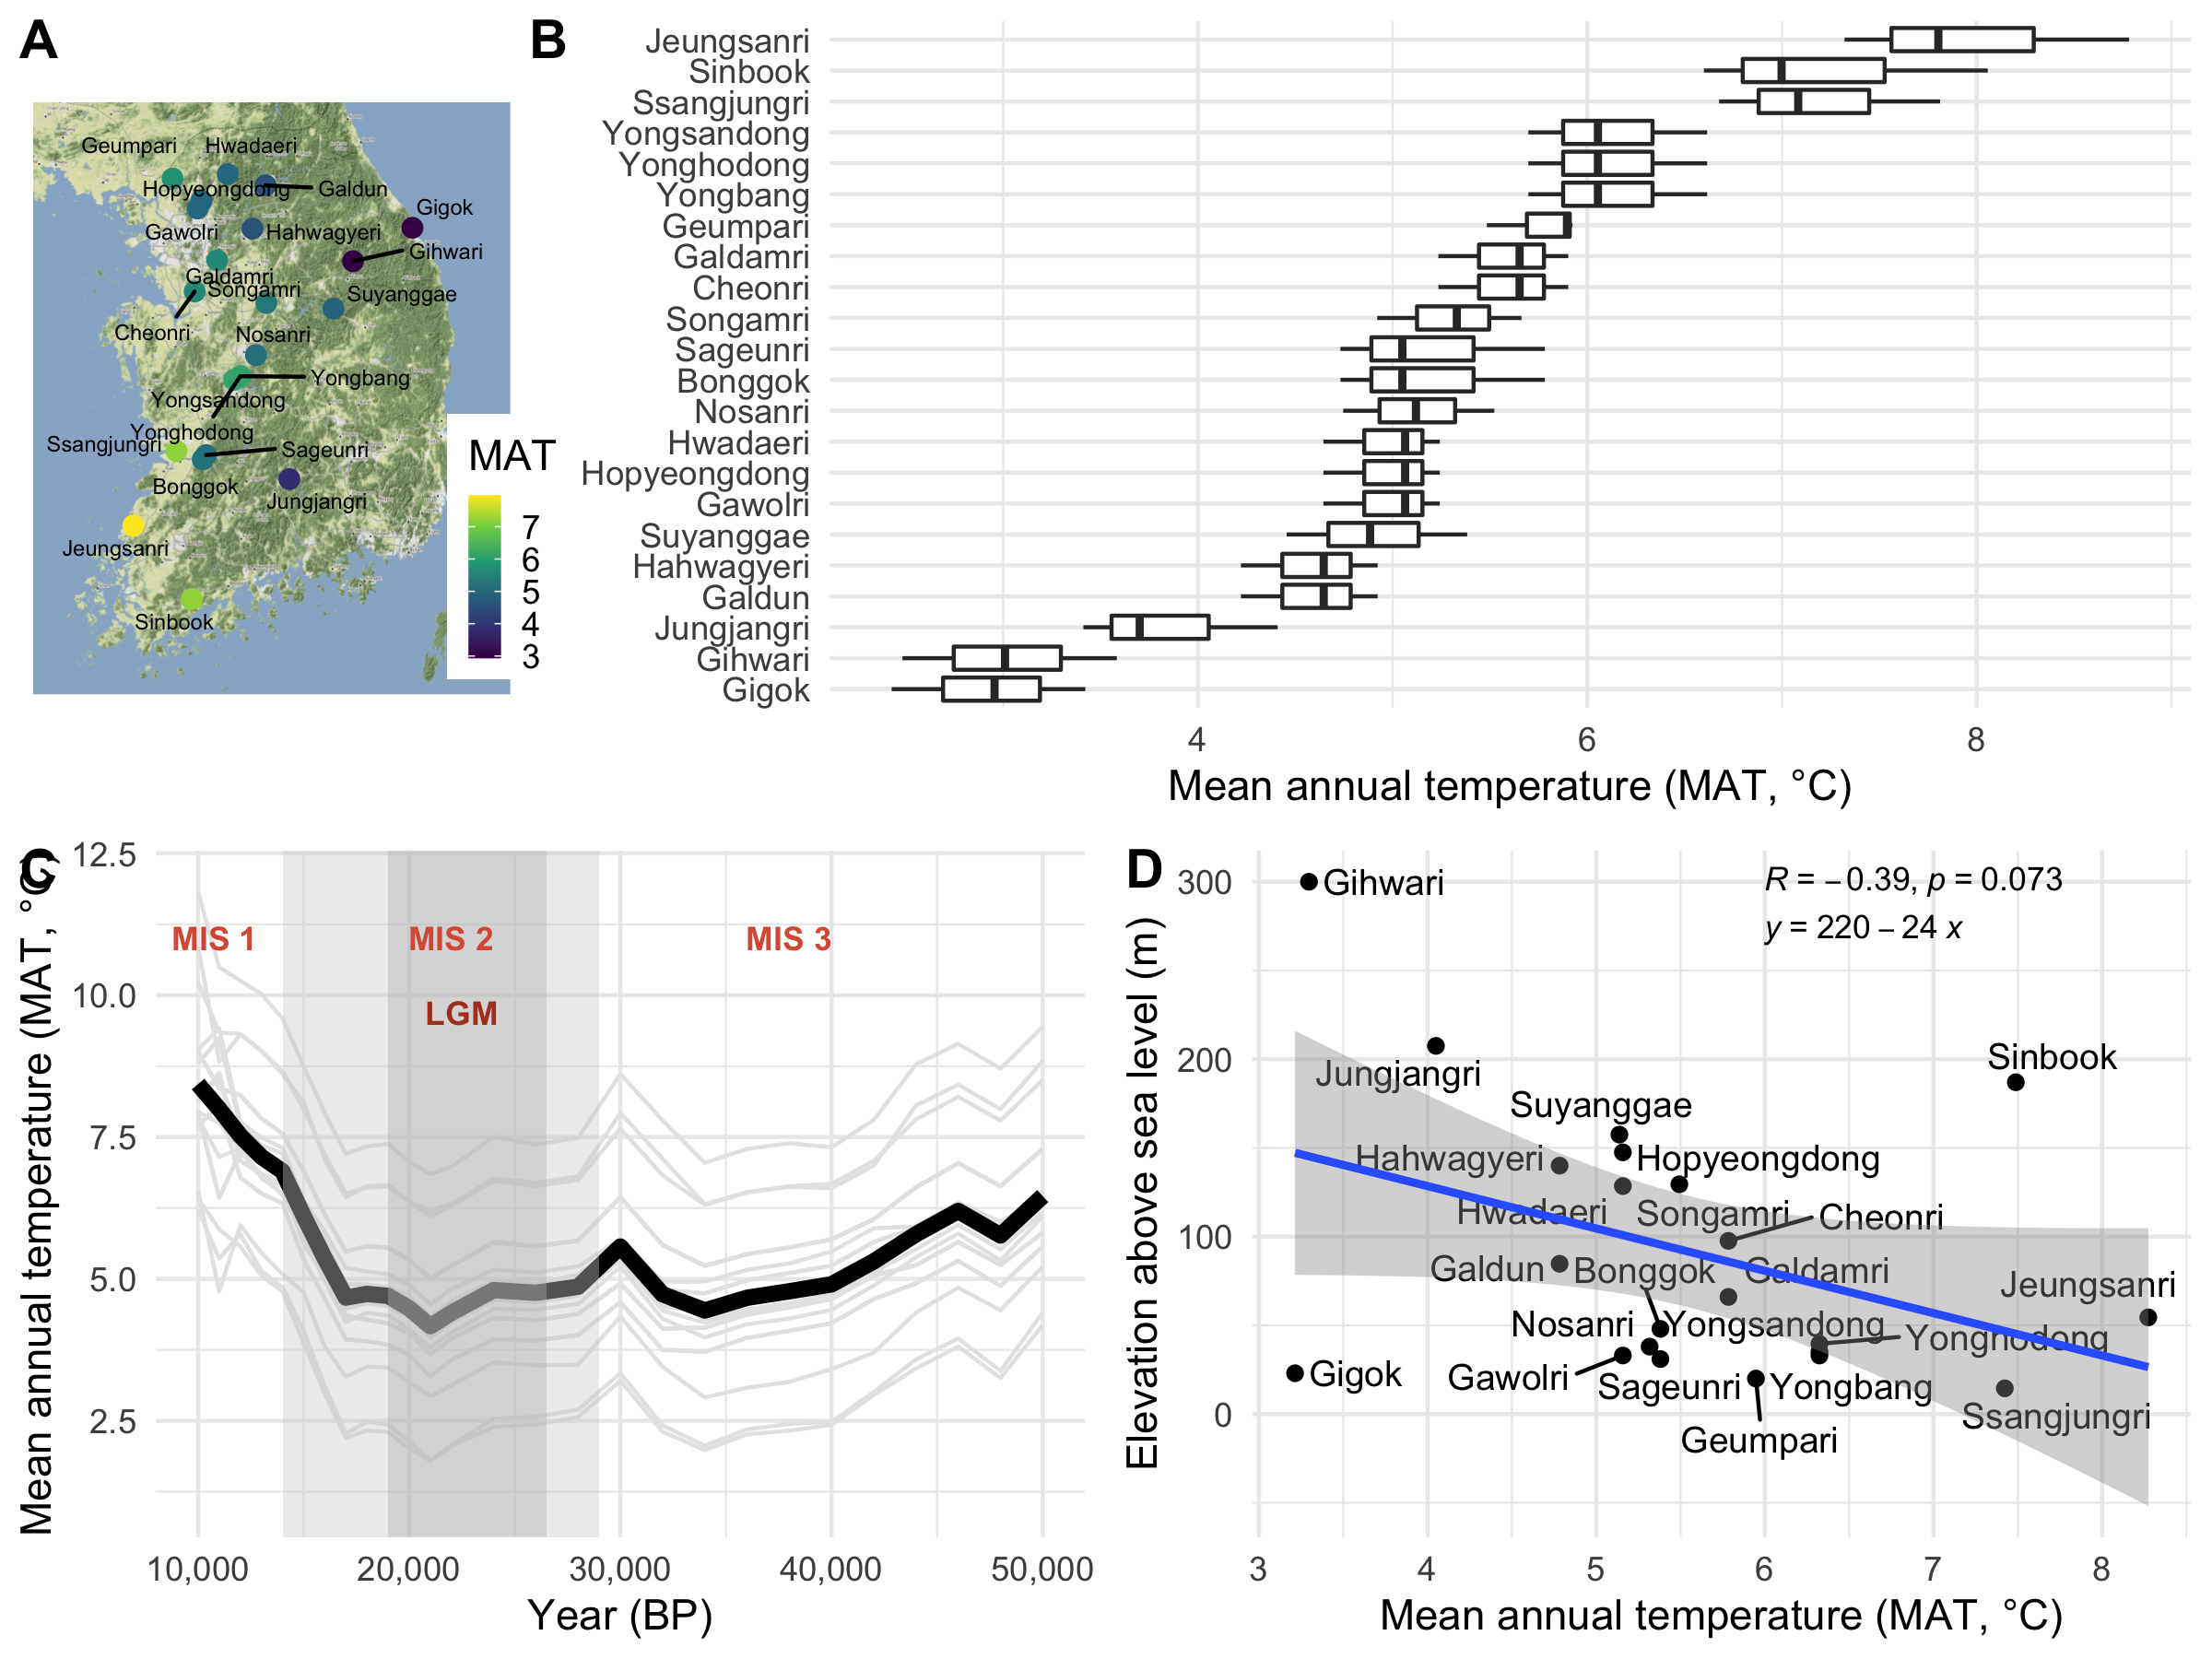 A
Geumpari
Hwadaeri
Hopyeongdong
Galdun
Gigok
Gawolri
Hahwagyeri
Gihwari
Galdamri
Songamri
Suyanggae
Cheonri
Nosanri
Yongbang
Yongsandong
Yonghodong
Ssangjungri
Sageunri
Bonggok
Jungjangri
Jeungsanri
Sinbook
MAT
7
6
5
4
3
B
Jeungsanri
Sinbook
Ssangjungri
Yongsandong
Yonghodong
Yongbang
Geumpari
Galdamri
Cheonri
Songamri
Sageunri
Bonggok
Nosanri
Hwadaeri
Hopyeongdong
Gawolri
Suyanggae
Hahwagyeri
Galdun
Jungjangri
Gihwari
Gigok
4 6 8
Mean annual temperature (MAT, °C)
C
Mean annual temperature (MAT, °C)
12.5
10.0
7.5
5.0
2.5
MIS 1
MIS 2
MIS 3
LGM
10,000 20,000 30,000 40,000 50,000
Year (BP)
D
Elevation above sea level (m)
300
200
100
0
R = −0.39, p = 0.073
y = 220 − 24 x
Gihwari
Sinbook
Jungjangri
Suyanggae
Hahwagyeri
Hopyeongdong
Hwadaeri
Songamri
Cheonri
Galdun
Bonggok
Galdamri
Jeungsanri
Nosanri
Yongsandong
Yonghodong
Gigok
Gawolri
Sageunri
Yongbang
Ssangjungri
Geumpari
3 4 5 6 7 8
Mean annual temperature (MAT, °C)